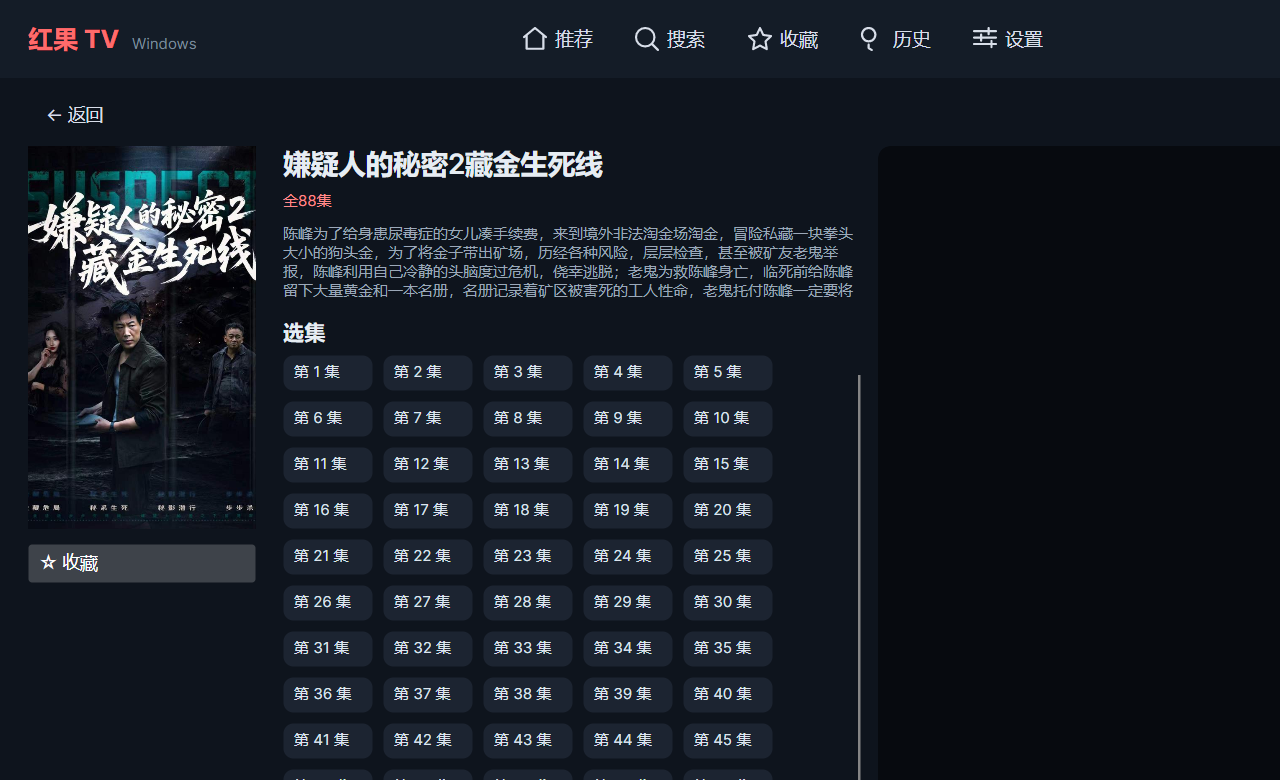 红果 TV Windows
推荐 搜索 收藏 历史 设置
← 返回
SUSPECT
嫌疑人的秘密2
藏金生死线
☆ 收藏
嫌疑人的秘密2藏金生死线
全88集
陈峰为了给身患尿毒症的女儿凑手续费，来到境外非法淘金场淘金，冒险私藏一块拳头
大小的狗头金，为了将金子带出矿场，历经各种风险，层层检查，甚至被矿友老鬼举
报，陈峰利用自己冷静的头脑度过危机，侥幸逃脱；老鬼为救陈峰身亡，临死前给陈峰
留下大量黄金和一本名册，名册记录着矿区被害死的工人性命，老鬼托付陈峰一定要将
选集
第 1 集 第 2 集 第 3 集 第 4 集 第 5 集
第 6 集 第 7 集 第 8 集 第 9 集 第 10 集
第 11 集 第 12 集 第 13 集 第 14 集 第 15 集
第 16 集 第 17 集 第 18 集 第 19 集 第 20 集
第 21 集 第 22 集 第 23 集 第 24 集 第 25 集
第 26 集 第 27 集 第 28 集 第 29 集 第 30 集
第 31 集 第 32 集 第 33 集 第 34 集 第 35 集
第 36 集 第 37 集 第 38 集 第 39 集 第 40 集
第 41 集 第 42 集 第 43 集 第 44 集 第 45 集